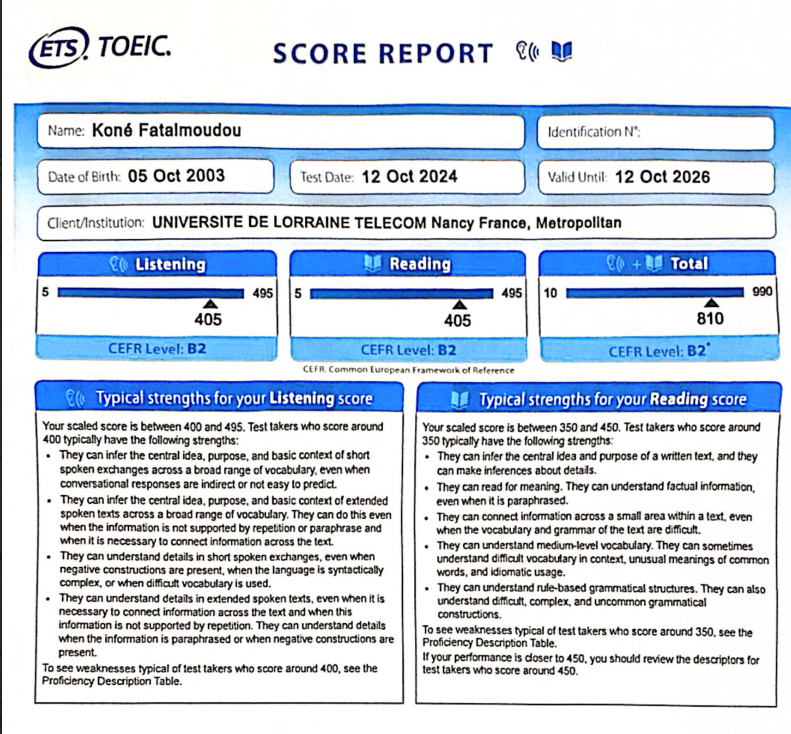 ETS TOEIC.
SCORE REPORT
Name: Koné Fatalmoudou
Identification N°:
Date of Birth: 05 Oct 2003
Test Date: 12 Oct 2024
Valid Until: 12 Oct 2026
Client/Institution: UNIVERSITE DE LORRAINE TELECOM Nancy France, Metropolitan
Listening
5 495
405
CEFR Level: B2
Reading
5 495
405
CEFR Level: B2
+ Total
10 990
810
CEFR Level: B2*
CEFR: Common European Framework of Reference
Typical strengths for your Listening score
Your scaled score is between 400 and 495. Test takers who score around
400 typically have the following strengths:
• They can infer the central idea, purpose, and basic context of short
spoken exchanges across a broad range of vocabulary, even when
conversational responses are indirect or not easy to predict.
• They can infer the central idea, purpose, and basic context of extended
spoken texts across a broad range of vocabulary. They can do this even
when the information is not supported by repetition or paraphrase and
when it is necessary to connect information across the text.
• They can understand details in short spoken exchanges, even when
negative constructions are present, when the language is syntactically
complex, or when difficult vocabulary is used.
• They can understand details in extended spoken texts, even when it is
necessary to connect information across the text and when this
information is not supported by repetition. They can understand details
when the information is paraphrased or when negative constructions are
present.
To see weaknesses typical of test takers who score around 400, see the
Proficiency Description Table.
Typical strengths for your Reading score
Your scaled score is between 350 and 450. Test takers who score around
350 typically have the following strengths:
• They can infer the central idea and purpose of a written text, and they
can make inferences about details.
• They can read for meaning. They can understand factual information,
even when it is paraphrased.
• They can connect information across a small area within a text, even
when the vocabulary and grammar of the text are difficult.
• They can understand medium-level vocabulary. They can sometimes
understand difficult vocabulary in context, unusual meanings of common
words, and idiomatic usage.
• They can understand rule-based grammatical structures. They can also
understand difficult, complex, and uncommon grammatical
constructions.
To see weaknesses typical of test takers who score around 350, see the
Proficiency Description Table.
If your performance is closer to 450, you should review the descriptors for
test takers who score around 450.